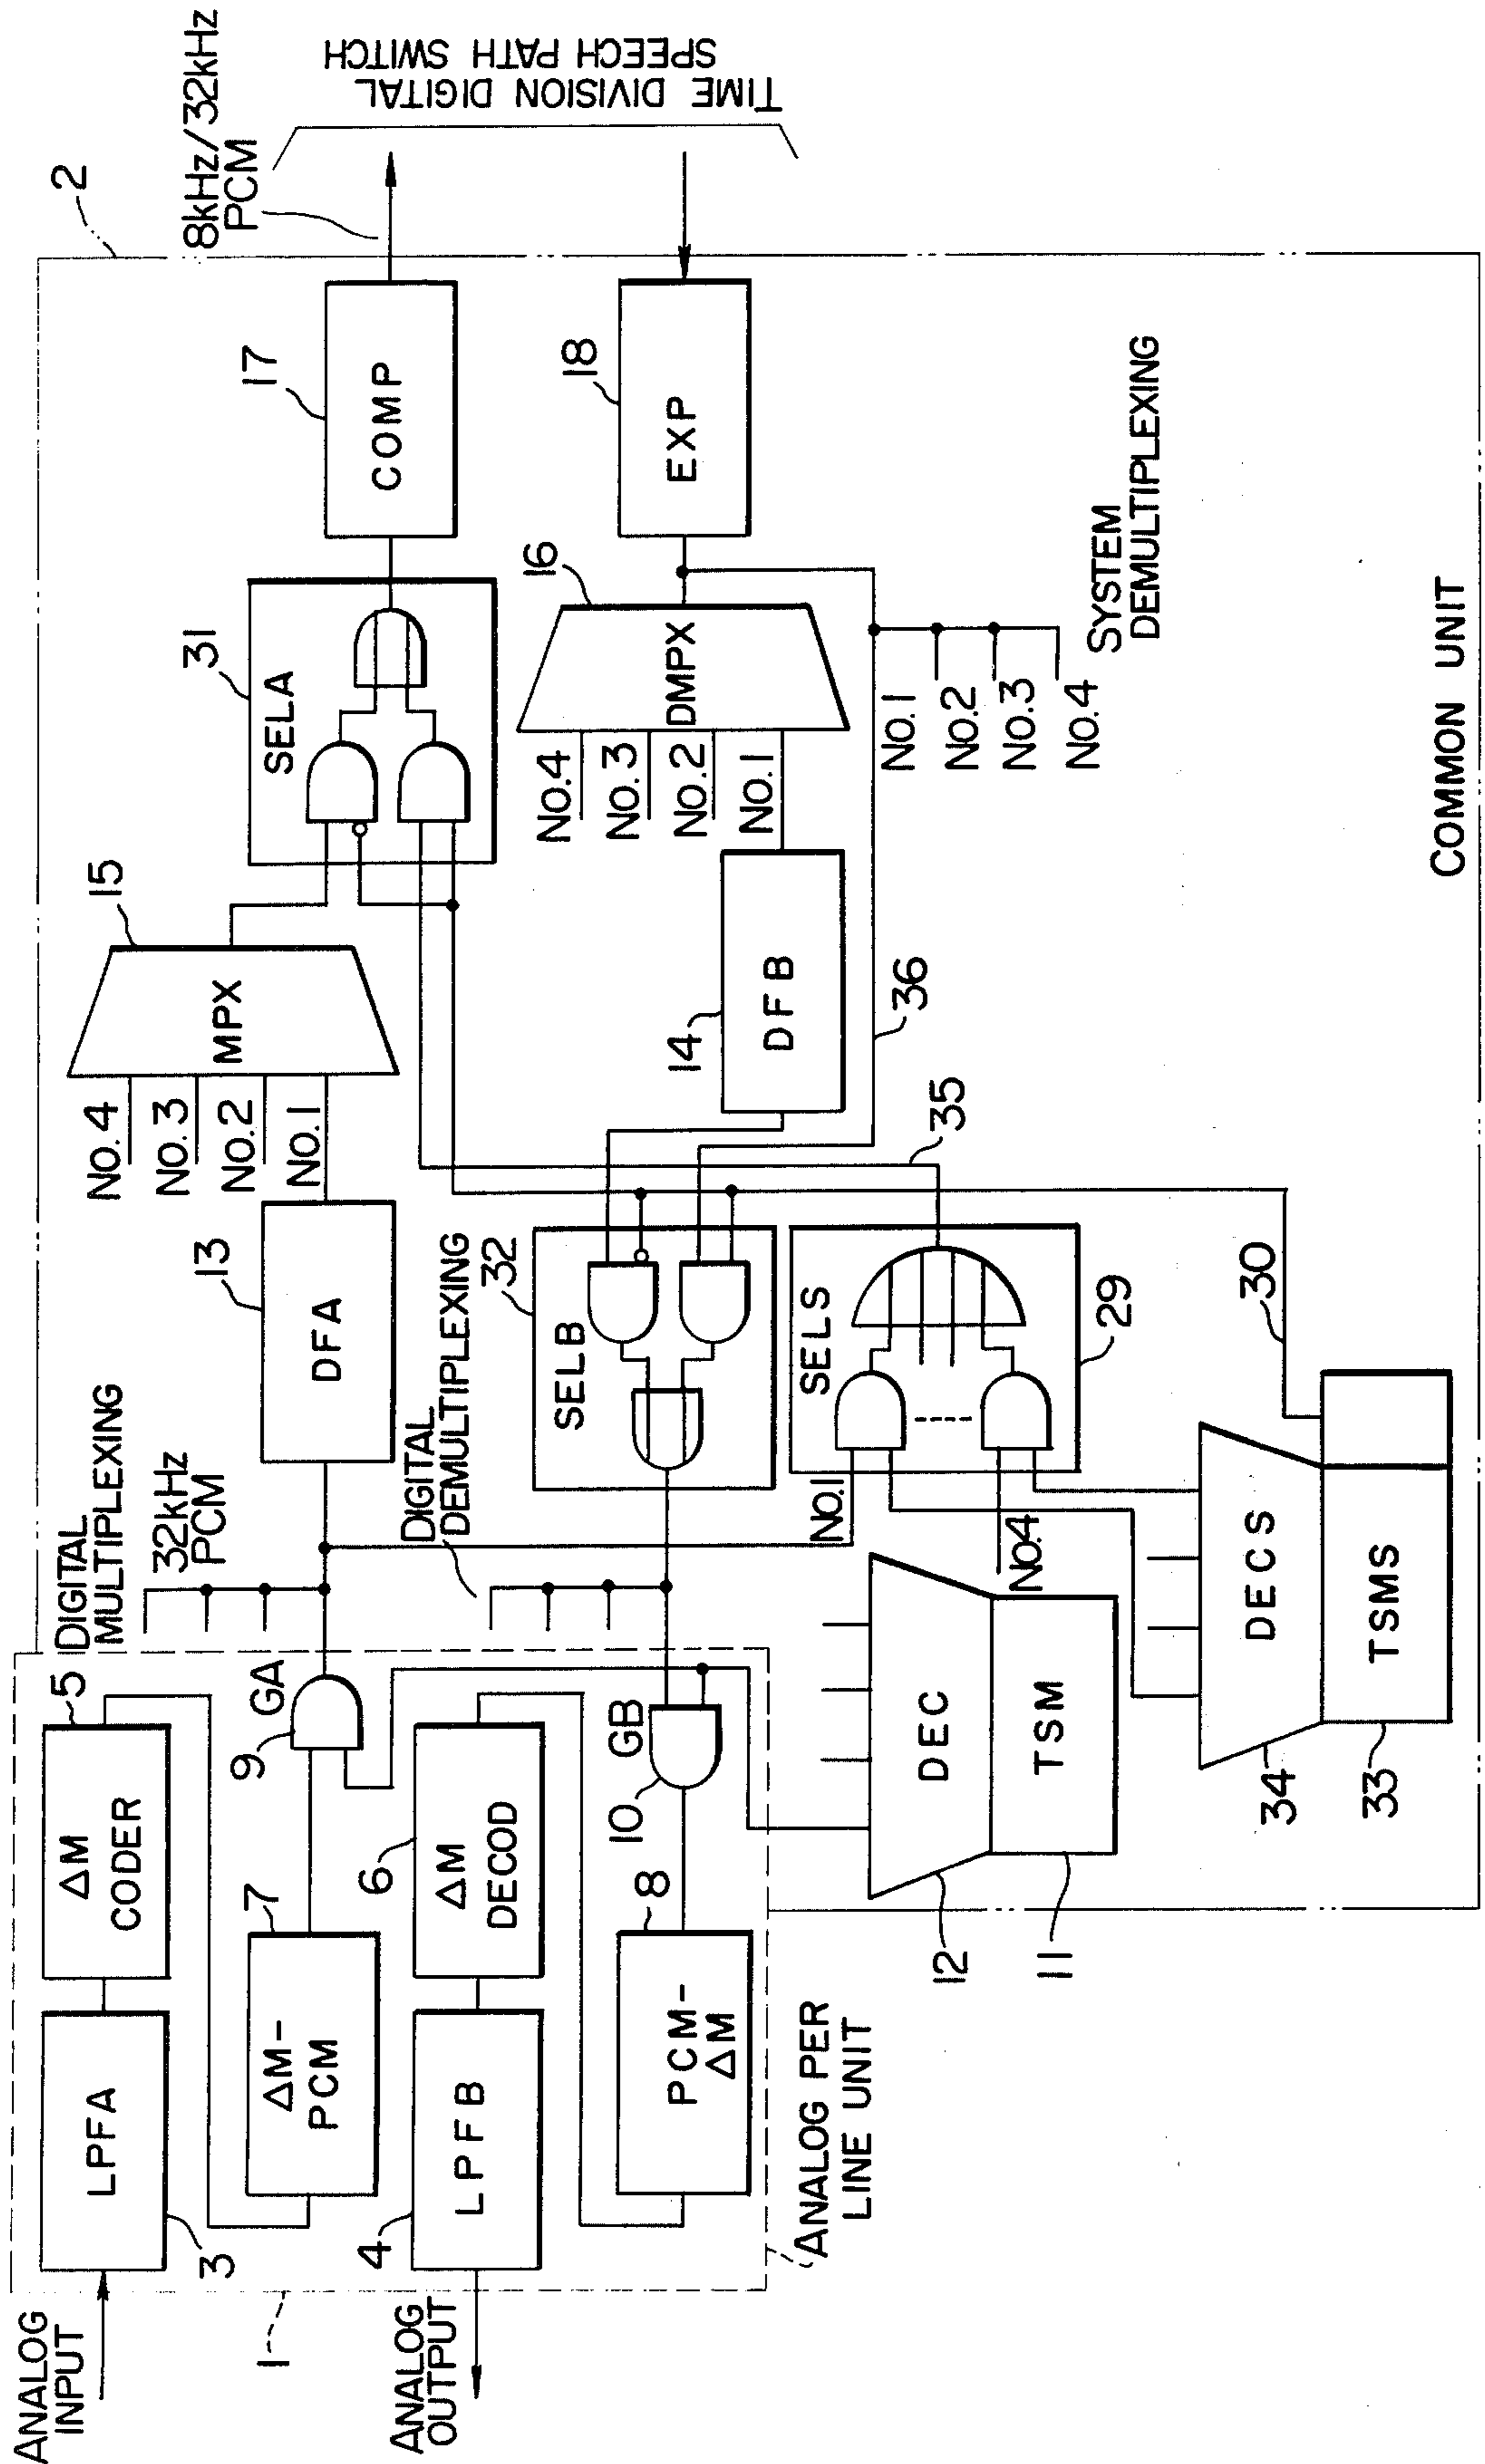 ANALOG
INPUT
3
LPFA
ΔM
CODER
5
DIGITAL
MULTIPLEXING
32kHz
PCM
1
ΔM-
PCM
7
9
GA
13
DFA
NO.4
NO.3
NO.2
NO.1
MPX
15
SELA
31
17
COMP
2
8kHz/32kHz
PCM
TIME DIVISION DIGITAL
SPEECH PATH SWITCH
ANALOG
OUTPUT
4
LPFB
6
ΔM
DECOD
DIGITAL
DEMULTIPLEXING
32
SELB
NO.4
NO.3
NO.2
NO.1
DMPX
16
18
EXP
PCM-
ΔM
8
10
GB
14
DFB
36
35
NO.1
NO.2
NO.3
NO.4
SYSTEM
DEMULTIPLEXING
ANALOG PER
LINE UNIT
12
DEC
11
TSM
NO.1
NO.4
SELS
29
34
DECS
33
TSMS
30
COMMON UNIT